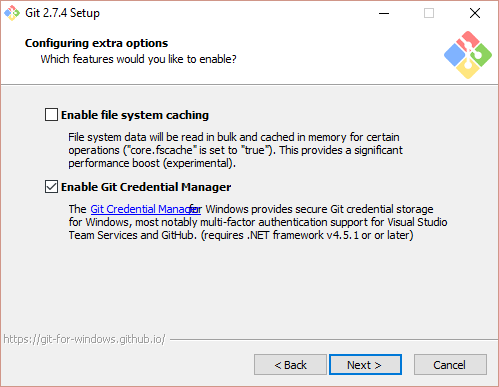 Git 2.7.4 Setup
Configuring extra options
Which features would you like to enable?
Enable file system caching
File system data will be read in bulk and cached in memory for certain
operations ("core.fscache" is set to "true"). This provides a significant
performance boost (experimental).
Enable Git Credential Manager
The Git Credential Manager for Windows provides secure Git credential storage
for Windows, most notably multi-factor authentication support for Visual Studio
Team Services and GitHub. (requires .NET framework v4.5.1 or or later)
https://git-for-windows.github.io/
< Back
Next >
Cancel